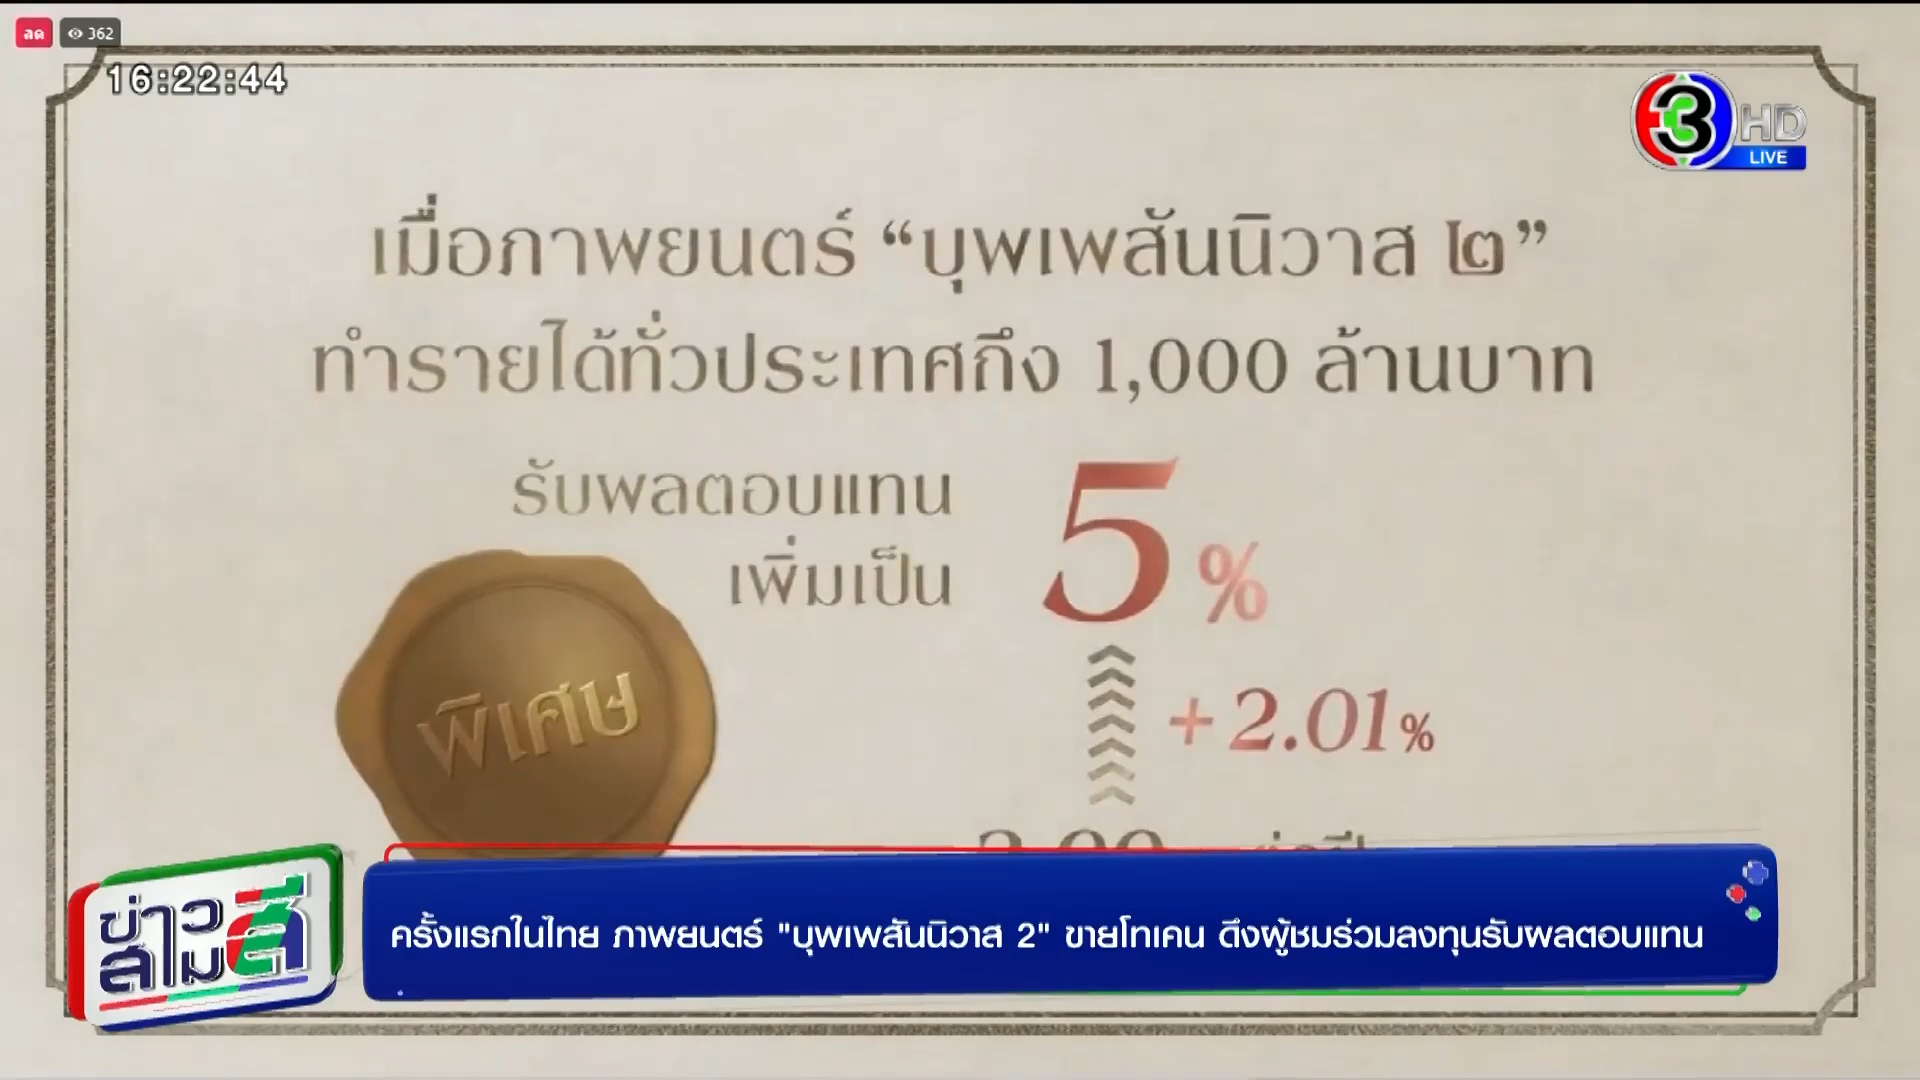 ลด 362
16:22:44
3 HD
LIVE
เมื่อภาพยนตร์ “บุพเพสันนิวาส ๒”
ทำรายได้ทั่วประเทศถึง 1,000 ล้านบาท
รับผลตอบแทน
เพิ่มเป็น 5 %
พิเศษ
+ 2.01%
ข่าว
สามสี
ครั้งแรกในไทย ภาพยนตร์ "บุพเพสันนิวาส 2" ขายโทเคน ดึงผู้ชมร่วมลงทุนรับผลตอบแทน